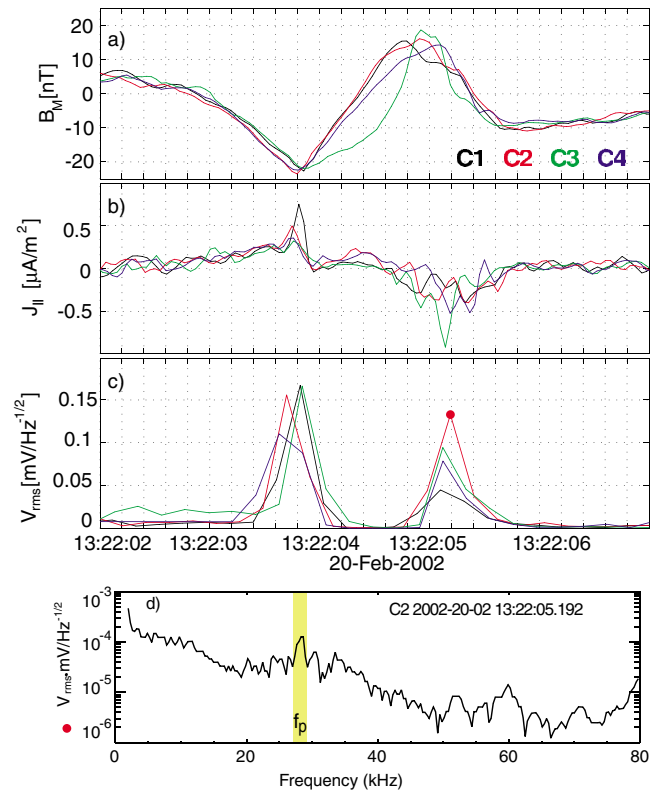 a)
B_M[nT]
20
10
0
-10
-20
C1 C2 C3 C4
b)
J_II [μA/m²]
0.5
0
-0.5
c)
V_rms[mV/Hz^-1/2]
0.15
0.1
0.05
0
13:22:02 13:22:03 13:22:04 13:22:05 13:22:06
20-Feb-2002
d)
C2 2002-20-02 13:22:05.192
V_rms•mV/Hz^-1/2
10^-3
10^-4
10^-5
10^-6
f_p
0 20 40 60 80
Frequency (kHz)